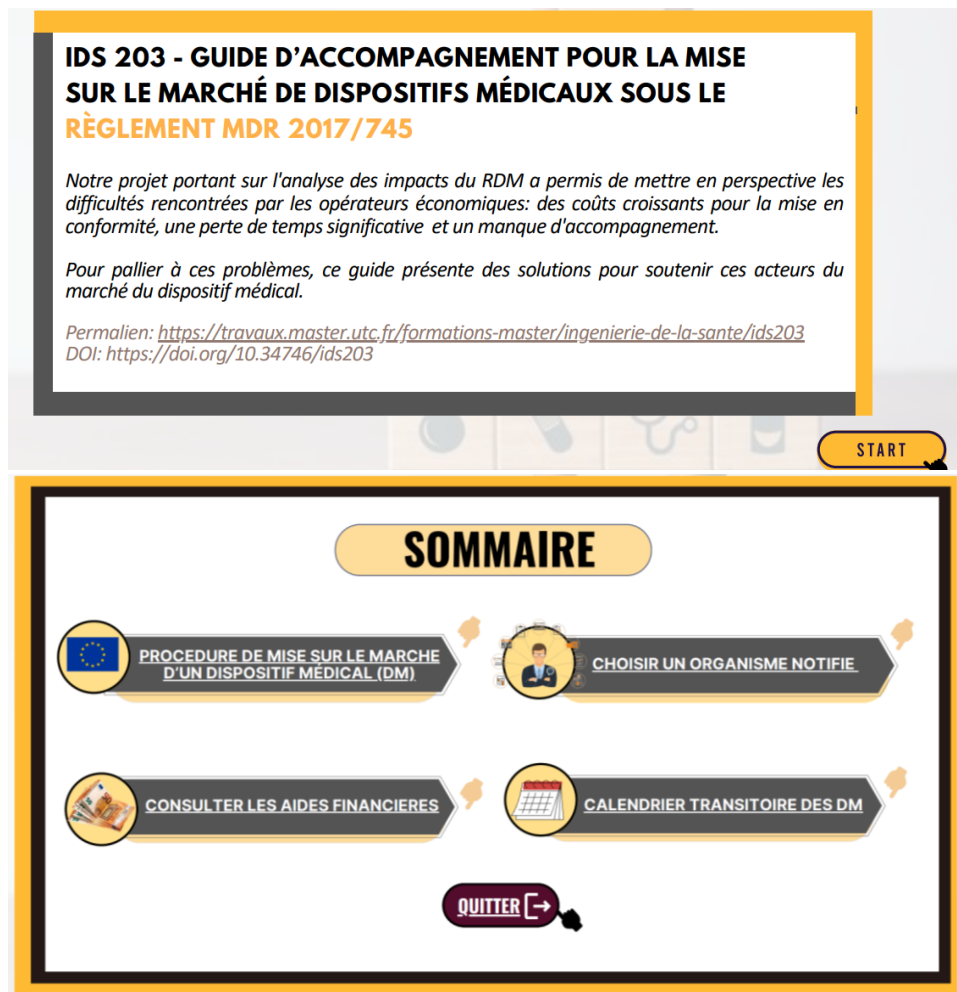 IDS 203 - GUIDE D’ACCOMPAGNEMENT POUR LA MISE
SUR LE MARCHÉ DE DISPOSITIFS MÉDICAUX SOUS LE
RÈGLEMENT MDR 2017/745
Notre projet portant sur l'analyse des impacts du RDM a permis de mettre en perspective les
difficultés rencontrées par les opérateurs économiques: des coûts croissants pour la mise en
conformité, une perte de temps significative et un manque d'accompagnement.
Pour pallier à ces problèmes, ce guide présente des solutions pour soutenir ces acteurs du
marché du dispositif médical.
Permalien: https://travaux.master.utc.fr/formations-master/ingenierie-de-la-sante/ids203
DOI: https://doi.org/10.34746/ids203
START
SOMMAIRE
PROCEDURE DE MISE SUR LE MARCHE
D’UN DISPOSITIF MÉDICAL (DM)
CHOISIR UN ORGANISME NOTIFIE
CONSULTER LES AIDES FINANCIERES
CALENDRIER TRANSITOIRE DES DM
QUITTER